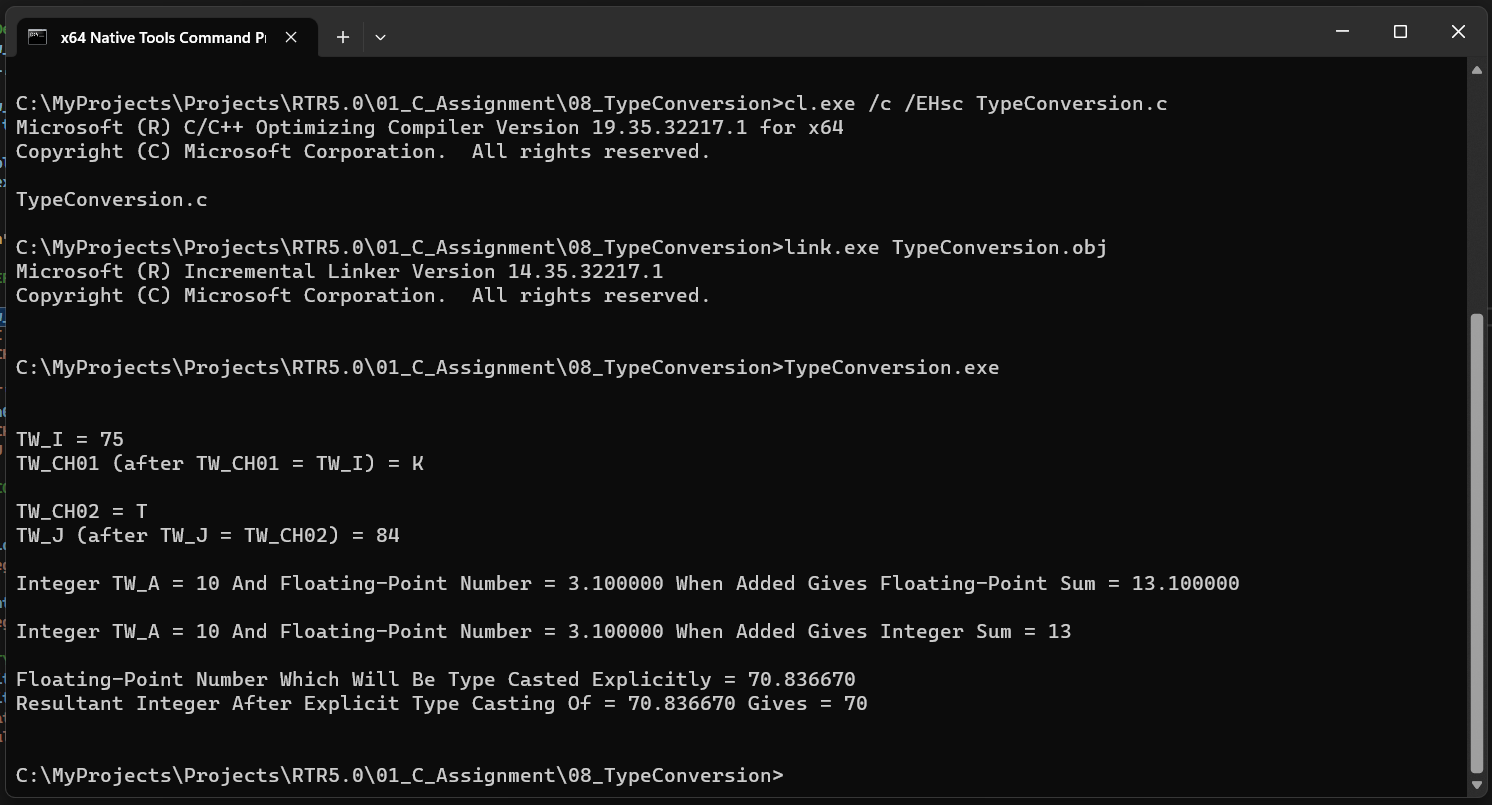 x64 Native Tools Command P
C:\MyProjects\Projects\RTR5.0\01_C_Assignment\08_TypeConversion>cl.exe /c /EHsc TypeConversion.c
Microsoft (R) C/C++ Optimizing Compiler Version 19.35.32217.1 for x64
Copyright (C) Microsoft Corporation.  All rights reserved.
TypeConversion.c
C:\MyProjects\Projects\RTR5.0\01_C_Assignment\08_TypeConversion>link.exe TypeConversion.obj
Microsoft (R) Incremental Linker Version 14.35.32217.1
Copyright (C) Microsoft Corporation.  All rights reserved.
C:\MyProjects\Projects\RTR5.0\01_C_Assignment\08_TypeConversion>TypeConversion.exe
TW_I = 75
TW_CH01 (after TW_CH01 = TW_I) = K
TW_CH02 = T
TW_J (after TW_J = TW_CH02) = 84
Integer TW_A = 10 And Floating-Point Number = 3.100000 When Added Gives Floating-Point Sum = 13.100000
Integer TW_A = 10 And Floating-Point Number = 3.100000 When Added Gives Integer Sum = 13
Floating-Point Number Which Will Be Type Casted Explicitly = 70.836670
Resultant Integer After Explicit Type Casting Of = 70.836670 Gives = 70
C:\MyProjects\Projects\RTR5.0\01_C_Assignment\08_TypeConversion>